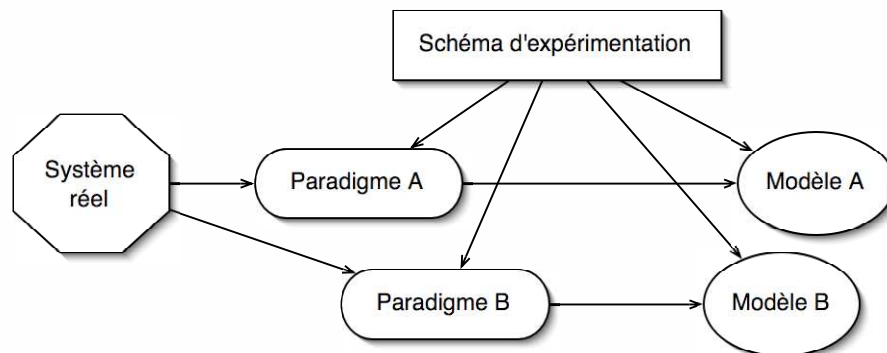 Schéma d'expérimentation
Système
réel
Paradigme A
Modèle A
Paradigme B
Modèle B